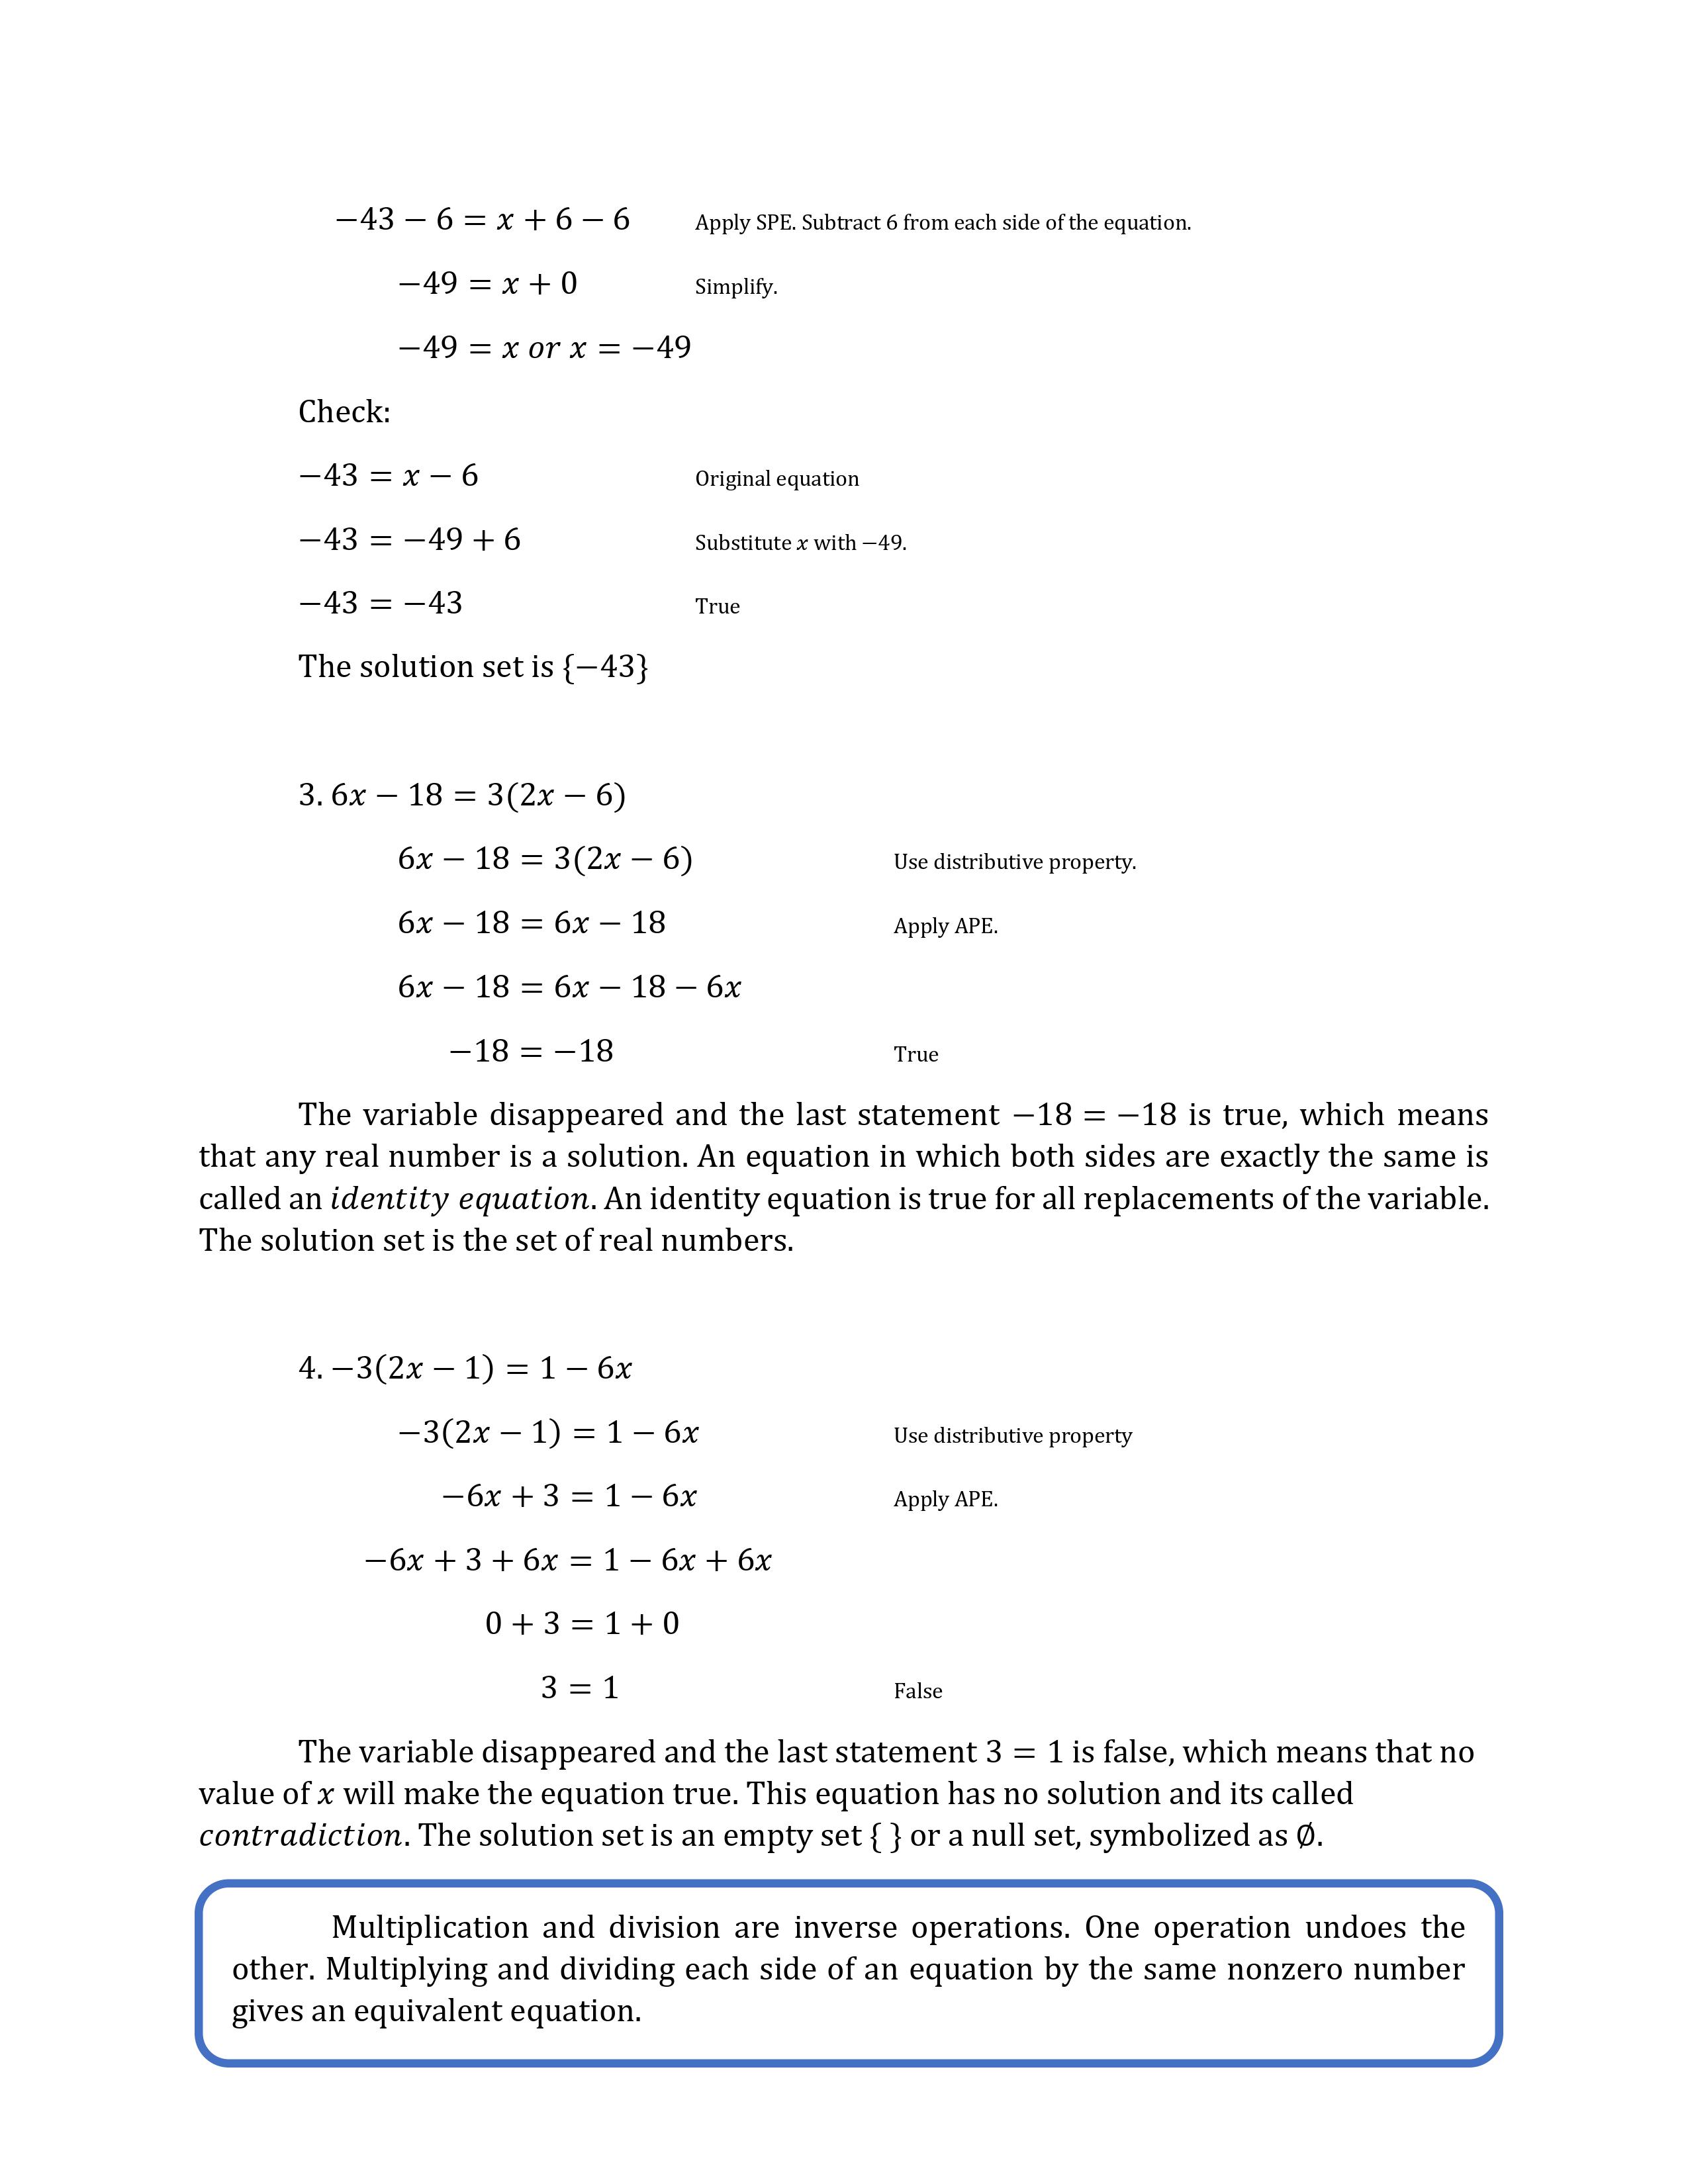 −43 − 6 = x + 6 − 6 Apply SPE. Subtract 6 from each side of the equation.
−49 = x + 0 Simplify.
−49 = x or x = −49
Check:
−43 = x − 6 Original equation
−43 = −49 + 6 Substitute x with −49.
−43 = −43 True
The solution set is {−43}
3. 6x − 18 = 3(2x − 6)
6x − 18 = 3(2x − 6) Use distributive property.
6x − 18 = 6x − 18 Apply APE.
6x − 18 = 6x − 18 − 6x
−18 = −18 True
The variable disappeared and the last statement −18 = −18 is true, which means
that any real number is a solution. An equation in which both sides are exactly the same is
called an identity equation. An identity equation is true for all replacements of the variable.
The solution set is the set of real numbers.
4. −3(2x − 1) = 1 − 6x
−3(2x − 1) = 1 − 6x Use distributive property
−6x + 3 = 1 − 6x Apply APE.
−6x + 3 + 6x = 1 − 6x + 6x
0 + 3 = 1 + 0
3 = 1 False
The variable disappeared and the last statement 3 = 1 is false, which means that no
value of x will make the equation true. This equation has no solution and its called
contradiction. The solution set is an empty set { } or a null set, symbolized as ∅.
Multiplication and division are inverse operations. One operation undoes the
other. Multiplying and dividing each side of an equation by the same nonzero number
gives an equivalent equation.